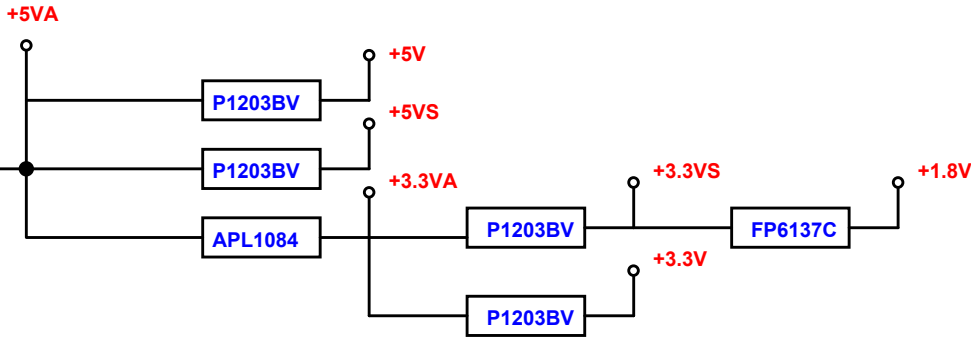 +5VA
+5V
P1203BV
+5VS
P1203BV
+3.3VA
+3.3VS
+1.8V
APL1084
P1203BV
FP6137C
+3.3V
P1203BV